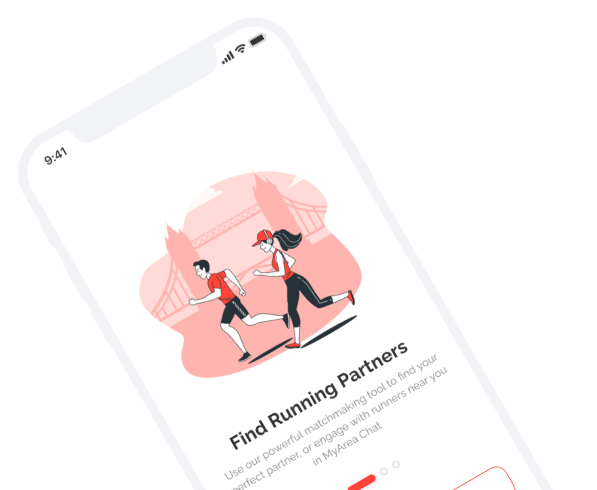 9:41
Find Running Partners
Use our powerful matchmaking tool to find your
perfect partner, or engage with runners near you
in MyArea Chat